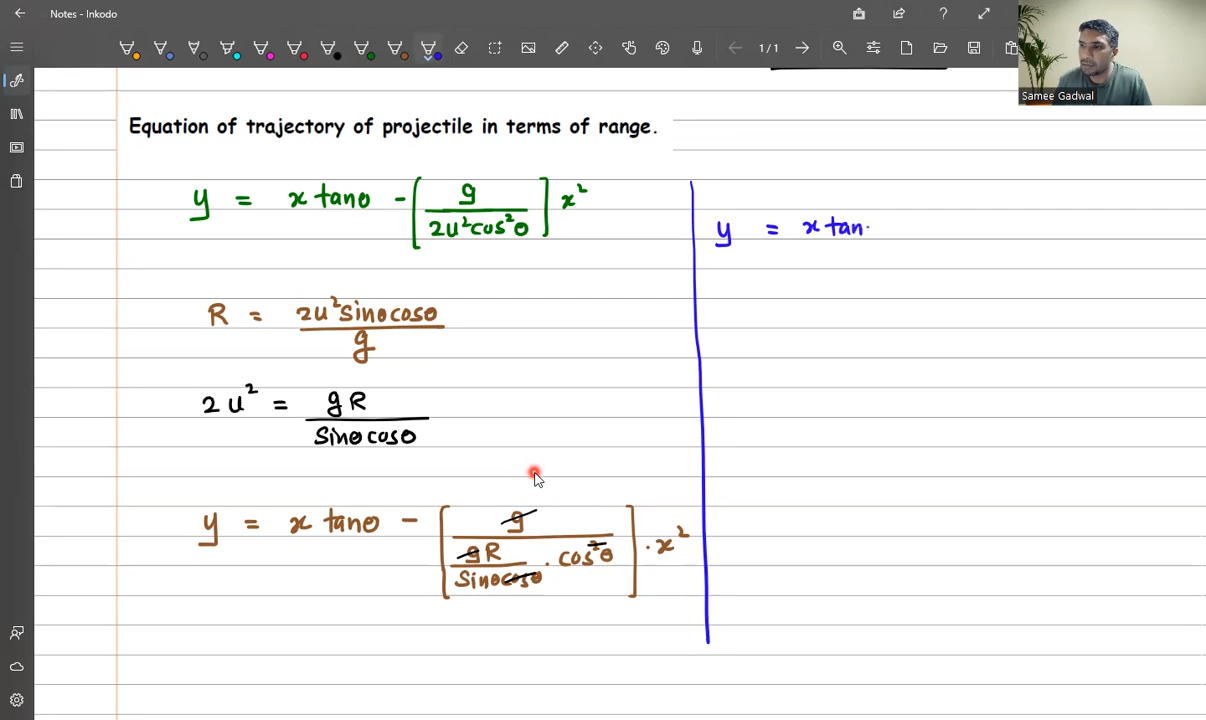 Notes - Inkodo
1 / 1
Samee Gadwal
Equation of trajectory of projectile in terms of range.
y = x tanθ - [ g / 2u²cos²θ ] x²
R = 2u²sinθcosθ / g
2u² = gR / sinθcosθ
y = x tanθ - [ g / (gR / sinθcosθ . cos²θ) ] . x²
y = x tan